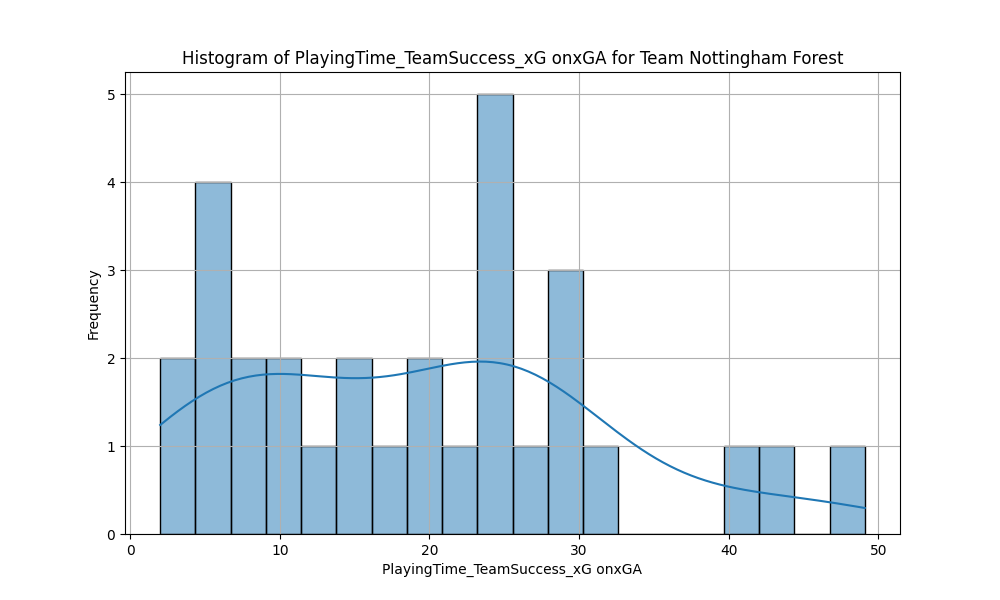 Histogram of PlayingTime_TeamSuccess_xG onxGA for Team Nottingham Forest
Frequency
5
4
3
2
1
0
0 10 20 30 40 50
PlayingTime_TeamSuccess_xG onxGA